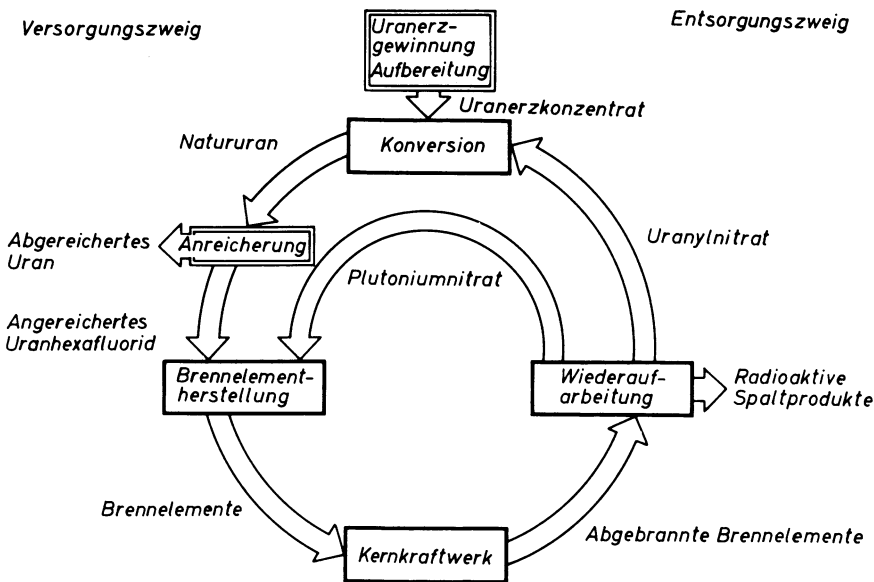 Versorgungszweig
Entsorgungszweig
Uranerz-
gewinnung
Aufbereitung
Uranerzkonzentrat
Natururan
Konversion
Abgereichertes
Uran
Anreicherung
Uranylnitrat
Plutoniumnitrat
Angereichertes
Uranhexafluorid
Brennelement-
herstellung
Wiederauf-
arbeitung
Radioaktive
Spaltprodukte
Brennelemente
Kernkraftwerk
Abgebrannte Brennelemente